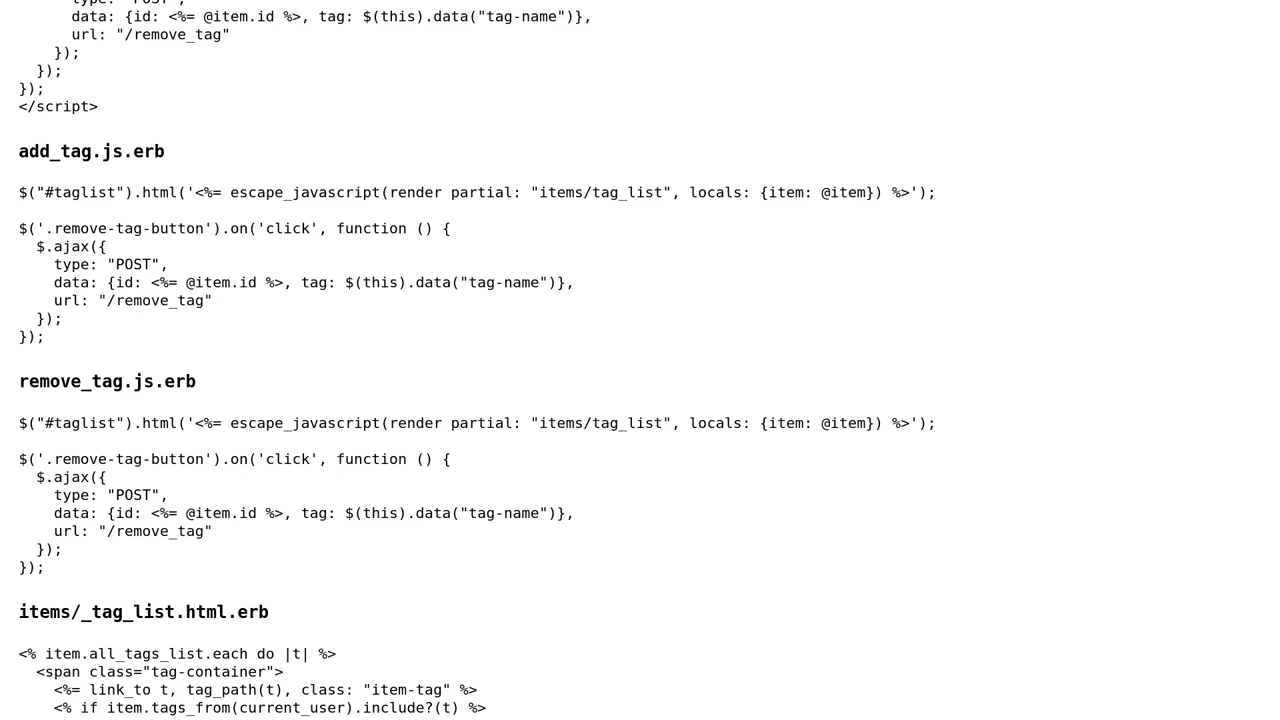 type: "POST",
data: {id: <%= @item.id %>, tag: $(this).data("tag-name")},
url: "/remove_tag"
});
});
});
</script>
add_tag.js.erb
$("#taglist").html('<%= escape_javascript(render partial: "items/tag_list", locals: {item: @item}) %>');
$('.remove-tag-button').on('click', function () {
$.ajax({
type: "POST",
data: {id: <%= @item.id %>, tag: $(this).data("tag-name")},
url: "/remove_tag"
});
});
remove_tag.js.erb
$("#taglist").html('<%= escape_javascript(render partial: "items/tag_list", locals: {item: @item}) %>');
$('.remove-tag-button').on('click', function () {
$.ajax({
type: "POST",
data: {id: <%= @item.id %>, tag: $(this).data("tag-name")},
url: "/remove_tag"
});
});
items/_tag_list.html.erb
<% item.all_tags_list.each do |t| %>
<span class="tag-container">
<%= link_to t, tag_path(t), class: "item-tag" %>
<% if item.tags_from(current_user).include?(t) %>